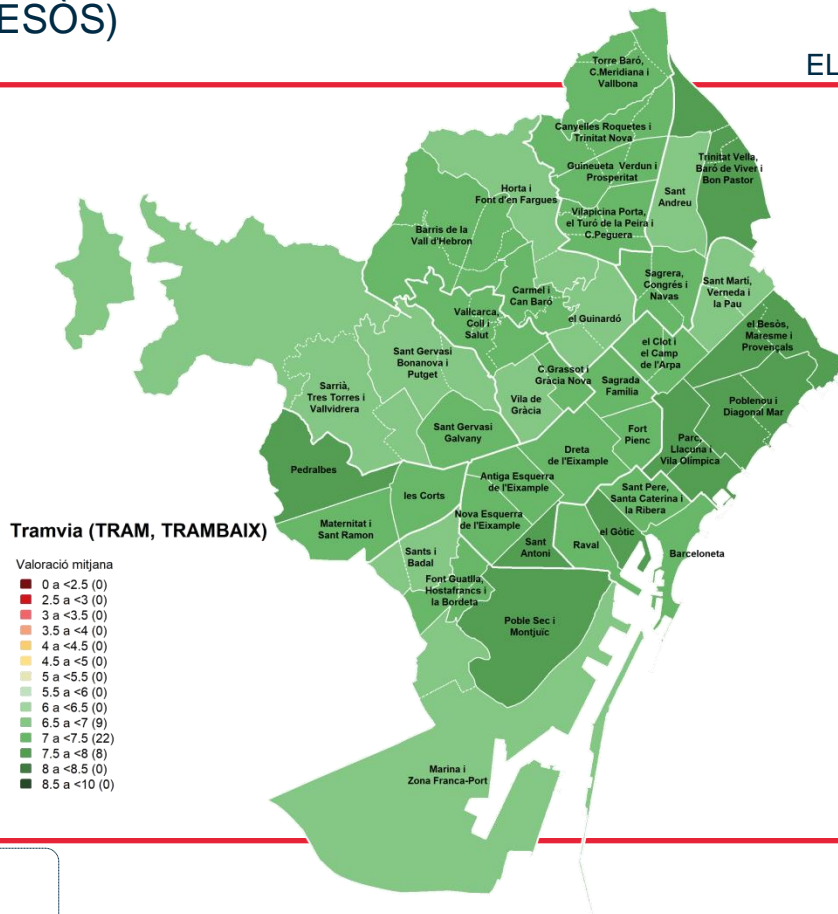 ESÒS)
EL
Torre Baró,
C.Meridiana i
Vallbona
Canyelles Roquetes i
Trinitat Nova
Guineueta Verdun i
Prosperitat
Trinitat Vella,
Baró de Viver i
Bon Pastor
Horta i
Font d'en Fargues
Sant
Andreu
Vilapicina Porta,
el Turó de la Peira i
C.Peguera
Barris de la
Vall d'Hebron
Sagrera,
Congrés i
Navas
Sant Martí,
Verneda i
la Pau
Carmel i
Can Baró
Vallcarca,
Coll i
Salut
el Guinardó
el Besòs,
Maresme i
Provençals
el Clot i
el Camp
de l'Arpa
Sant Gervasi
Bonanova i
Putget
C.Grassot i
Gràcia Nova
Sagrada
Família
Sarrià,
Tres Torres i
Vallvidrera
Vila de
Gràcia
Poblenou i
Diagonal Mar
Sant Gervasi
Galvany
Fort
Pienc
Parc,
Llacuna i
Vila Olímpica
Dreta
de l'Eixample
Pedralbes
Antiga Esquerra
de l'Eixample
les Corts
Sant Pere,
Santa Caterina i
la Ribera
Nova Esquerra
de l'Eixample
Maternitat i
Sant Ramon
el Gòtic
Sant
Antoni
Raval
Barceloneta
Sants i
Badal
Font Guatlla,
Hostafrancs i
la Bordeta
Poble Sec i
Montjuïc
Marina i
Zona Franca-Port
Tramvia (TRAM, TRAMBAIX)
Valoració mitjana
0 a <2.5 (0)
2.5 a <3 (0)
3 a <3.5 (0)
3.5 a <4 (0)
4 a <4.5 (0)
4.5 a <5 (0)
5 a <5.5 (0)
5.5 a <6 (0)
6 a <6.5 (0)
6.5 a <7 (9)
7 a <7.5 (22)
7.5 a <8 (8)
8 a <8.5 (0)
8.5 a <10 (0)